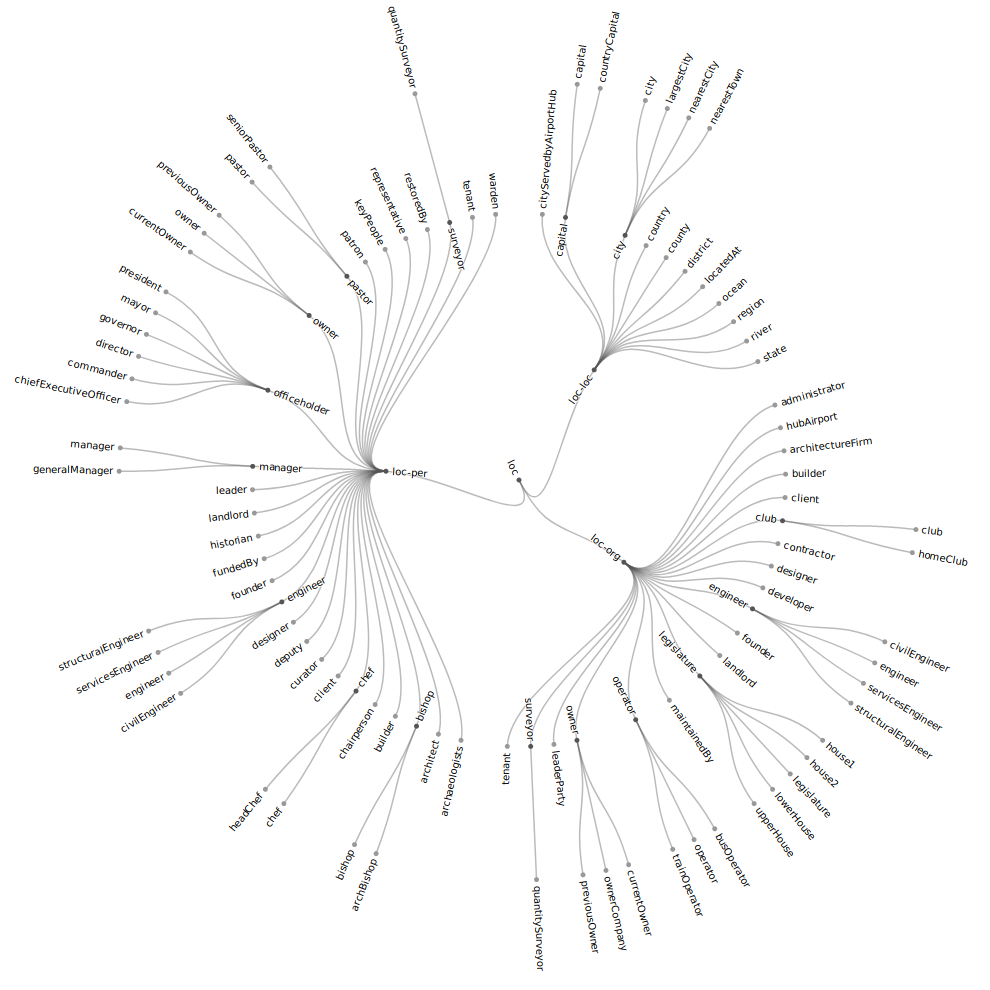 loc
loc-loc
cityServedbyAirportHub
capital
capital
countryCapital
city
city
largestCity
nearestCity
nearestTown
country
county
district
locatedAt
ocean
region
river
state
loc-org
administrator
hubAirport
architectureFirm
builder
client
club
club
homeClub
contractor
designer
developer
engineer
civilEngineer
engineer
servicesEngineer
structuralEngineer
founder
landlord
legislature
house1
house2
legislature
lowerHouse
upperHouse
maintainedBy
operator
busOperator
operator
trainOperator
owner
currentOwner
ownerCompany
previousOwner
leaderParty
surveyor
quantitySurveyor
tenant
loc-per
archaeologists
architect
bishop
archBishop
bishop
builder
chairperson
chef
chef
headChef
client
curator
deputy
designer
engineer
civilEngineer
engineer
servicesEngineer
structuralEngineer
founder
fundedBy
historian
landlord
leader
manager
generalManager
manager
officeholder
chiefExecutiveOfficer
commander
director
governor
mayor
president
owner
currentOwner
owner
previousOwner
pastor
pastor
seniorPastor
patron
keyPeople
representative
restoredBy
surveyor
quantitySurveyor
tenant
warden